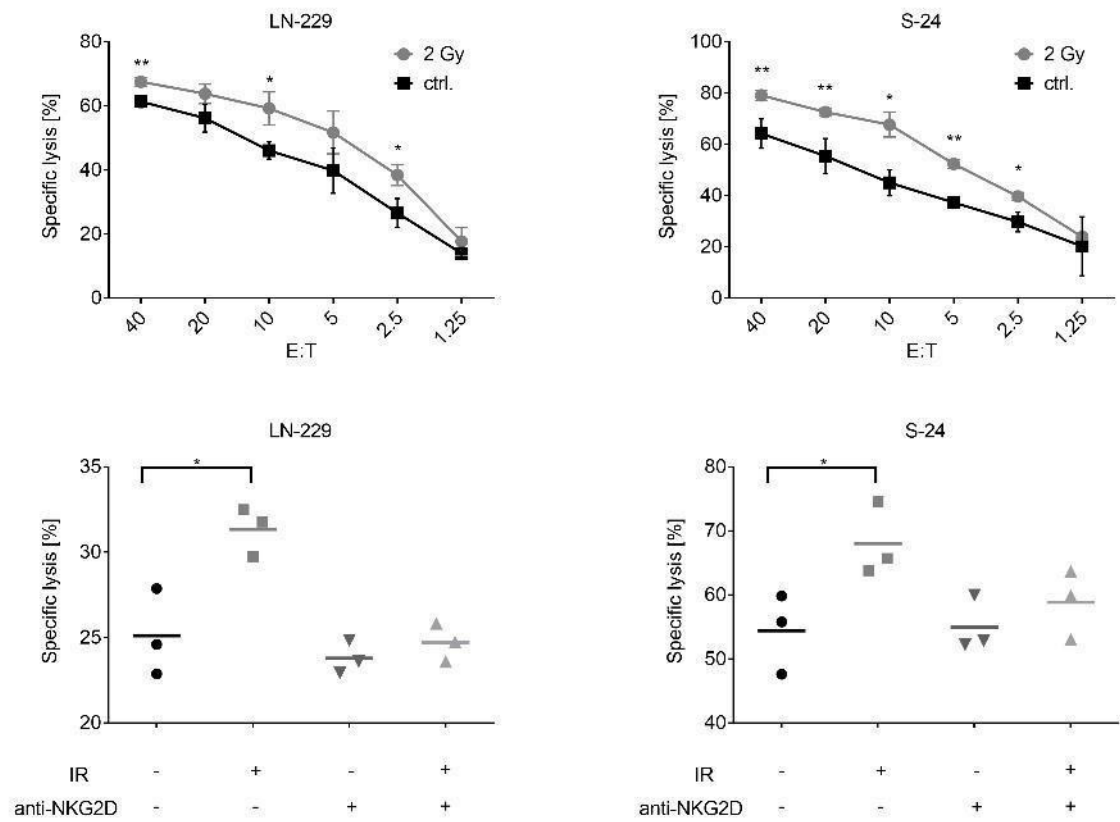 LN-229
80
60
40
20
0
Specific lysis [%]
** * *
2 Gy
ctrl.
40 20 10 5 2.5 1.25
E:T
S-24
100
80
60
40
20
0
Specific lysis [%]
** ** * ** *
2 Gy
ctrl.
40 20 10 5 2.5 1.25
E:T
LN-229
35
30
25
20
Specific lysis [%]
*
IR - + - +
anti-NKG2D - - + +
S-24
80
70
60
50
40
Specific lysis [%]
*
IR - + - +
anti-NKG2D - - + +